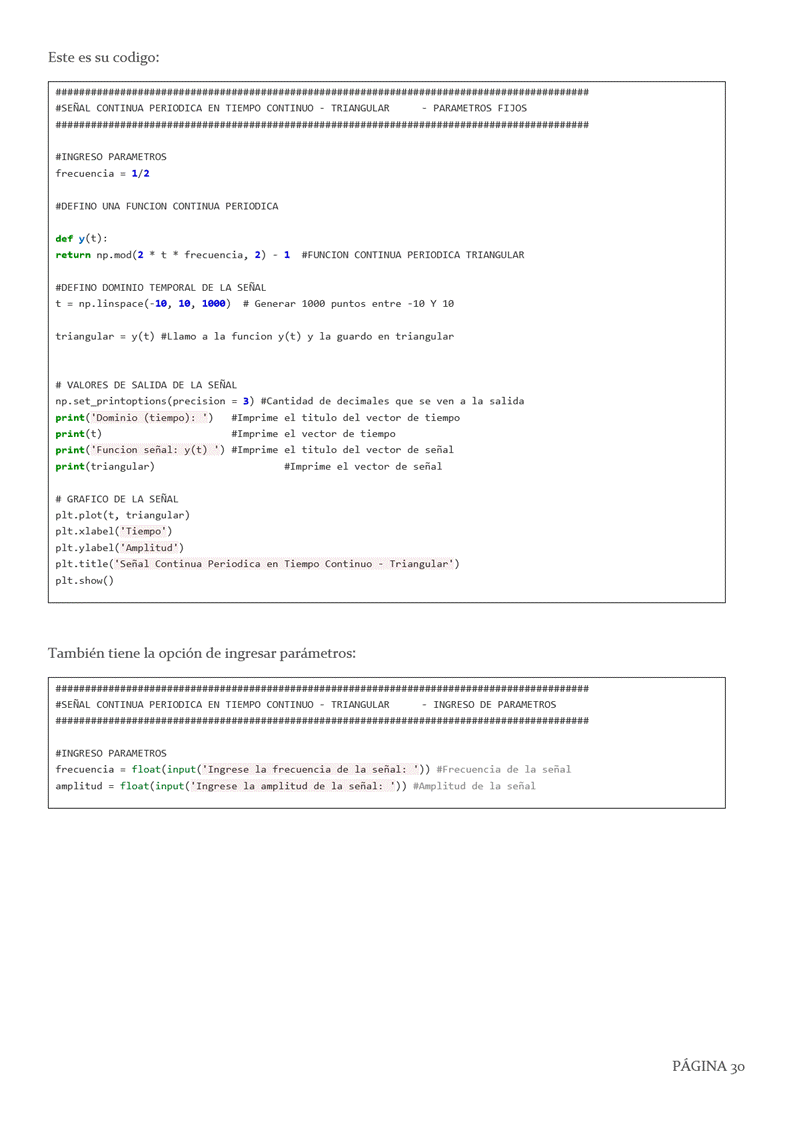 Este es su codigo:
###########################################################################################
#SEÑAL CONTINUA PERIODICA EN TIEMPO CONTINUO - TRIANGULAR - PARAMETROS FIJOS
###########################################################################################
#INGRESO PARAMETROS
frecuencia = 1/2
#DEFINO UNA FUNCION CONTINUA PERIODICA
def y(t):
return np.mod(2 * t * frecuencia, 2) - 1 #FUNCION CONTINUA PERIODICA TRIANGULAR
#DEFINO DOMINIO TEMPORAL DE LA SEÑAL
t = np.linspace(-10, 10, 1000) # Generar 1000 puntos entre -10 Y 10
triangular = y(t) #Llamo a la funcion y(t) y la guardo en triangular
# VALORES DE SALIDA DE LA SEÑAL
np.set_printoptions(precision = 3) #Cantidad de decimales que se ven a la salida
print('Dominio (tiempo): ') #Imprime el titulo del vector de tiempo
print(t) #Imprime el vector de tiempo
print('Funcion señal: y(t) ') #Imprime el titulo del vector de señal
print(triangular) #Imprime el vector de señal
# GRAFICO DE LA SEÑAL
plt.plot(t, triangular)
plt.xlabel('Tiempo')
plt.ylabel('Amplitud')
plt.title('Señal Continua Periodica en Tiempo Continuo - Triangular')
plt.show()
También tiene la opción de ingresar parámetros:
###########################################################################################
#SEÑAL CONTINUA PERIODICA EN TIEMPO CONTINUO - TRIANGULAR - INGRESO DE PARAMETROS
###########################################################################################
#INGRESO PARAMETROS
frecuencia = float(input('Ingrese la frecuencia de la señal: ')) #Frecuencia de la señal
amplitud = float(input('Ingrese la amplitud de la señal: ')) #Amplitud de la señal
PÁGINA 30